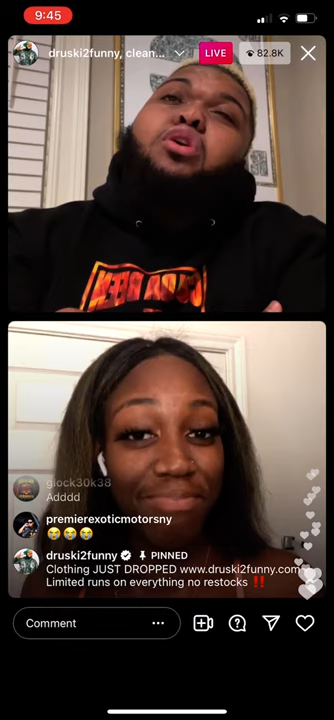 9:45
druski2funny, clean... LIVE 82.8K
glock30k38
Adddd
premierexoticmotorsny
😂😂😂
druski2funny PINNED
Clothing JUST DROPPED www.druski2funny.com
Limited runs on everything no restocks ‼️
Comment